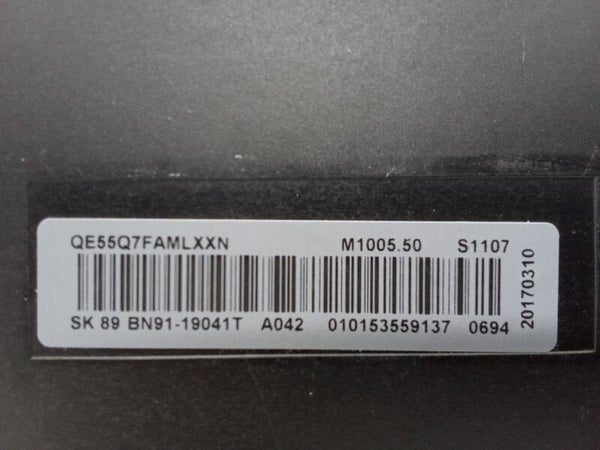 QE55Q7FAMLXXN M1005.50 S1107
SK 89 BN91-19041T A042 010153559137 0694
20170310